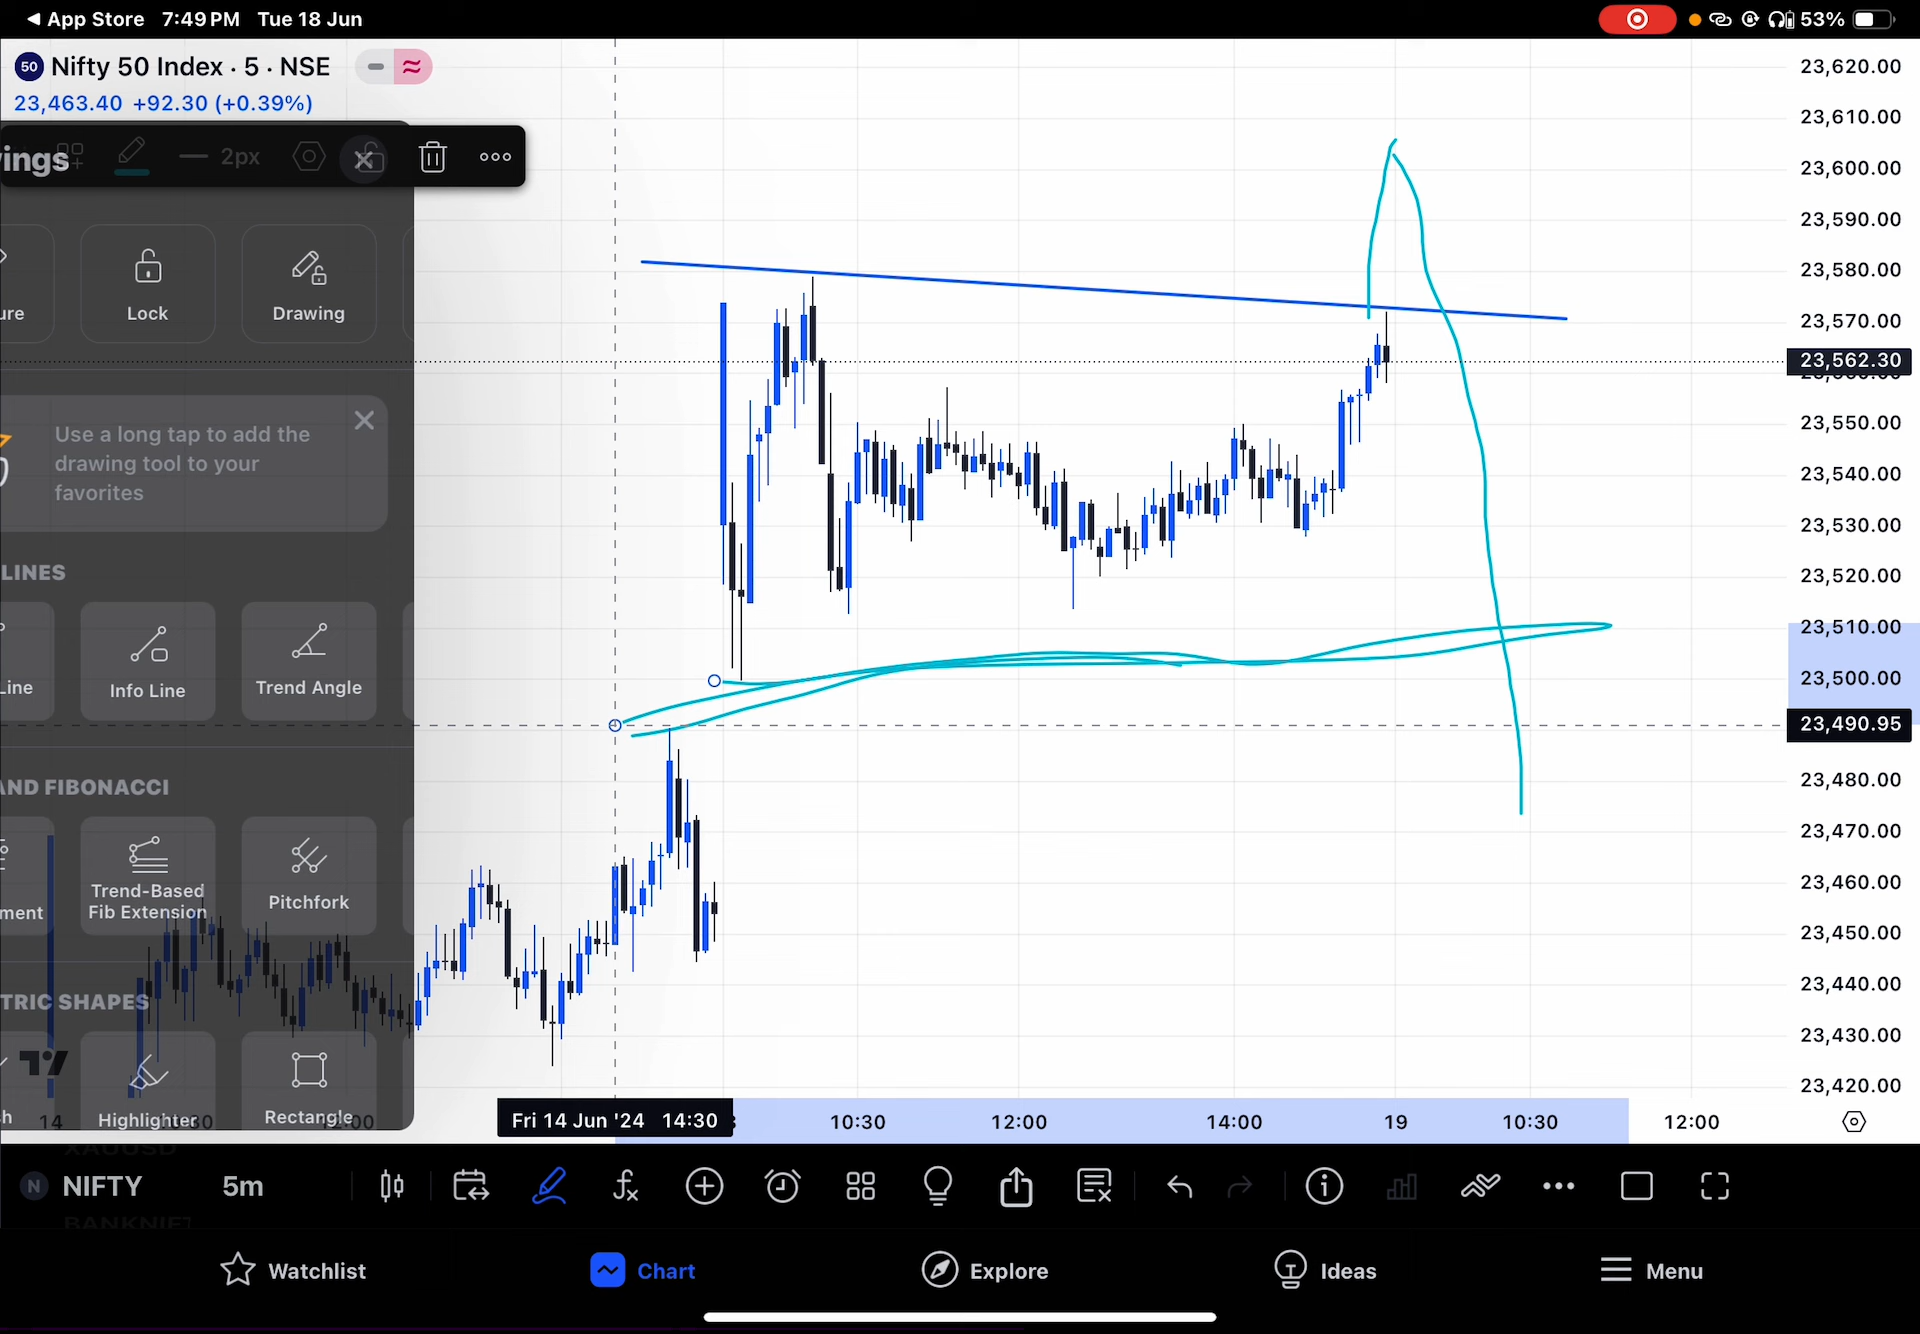 App Store 7:49 PM Tue 18 Jun
53%
50 Nifty 50 Index · 5 · NSE
23,463.40 +92.30 (+0.39%)
2px
Lock
Drawing
Use a long tap to add the
drawing tool to your
favorites
LINES
Line
Info Line
Trend Angle
AND FIBONACCI
Trend-Based
Fib Extension
Pitchfork
TRIC SHAPES
Highlighter
Rectangle
23,620.00
23,610.00
23,600.00
23,590.00
23,580.00
23,570.00
23,562.30
23,550.00
23,540.00
23,530.00
23,520.00
23,510.00
23,500.00
23,490.95
23,480.00
23,470.00
23,460.00
23,450.00
23,440.00
23,430.00
23,420.00
14
Fri 14 Jun '24 14:30
10:30
12:00
14:00
19
10:30
12:00
N NIFTY 5m
Watchlist
Chart
Explore
Ideas
Menu